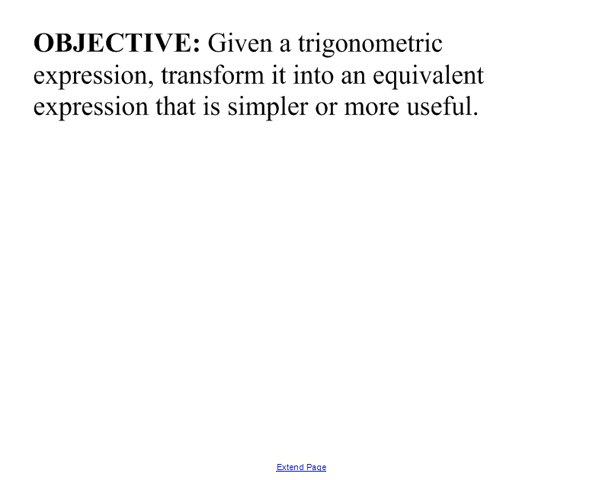 OBJECTIVE: Given a trigonometric
expression, transform it into an equivalent
expression that is simpler or more useful.
Extend Page